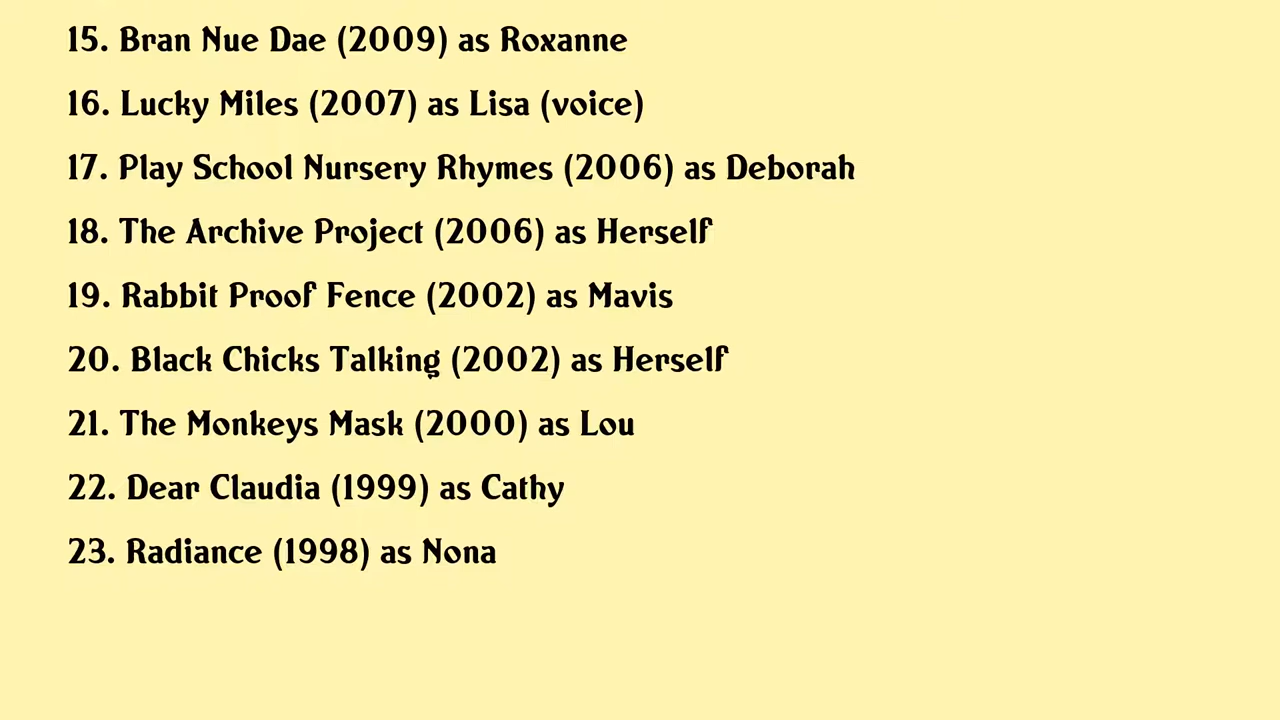 15. Bran Nue Dae (2009) as Roxanne
16. Lucky Miles (2007) as Lisa (voice)
17. Play School Nursery Rhymes (2006) as Deborah
18. The Archive Project (2006) as Herself
19. Rabbit Proof Fence (2002) as Mavis
20. Black Chicks Talking (2002) as Herself
21. The Monkeys Mask (2000) as Lou
22. Dear Claudia (1999) as Cathy
23. Radiance (1998) as Nona